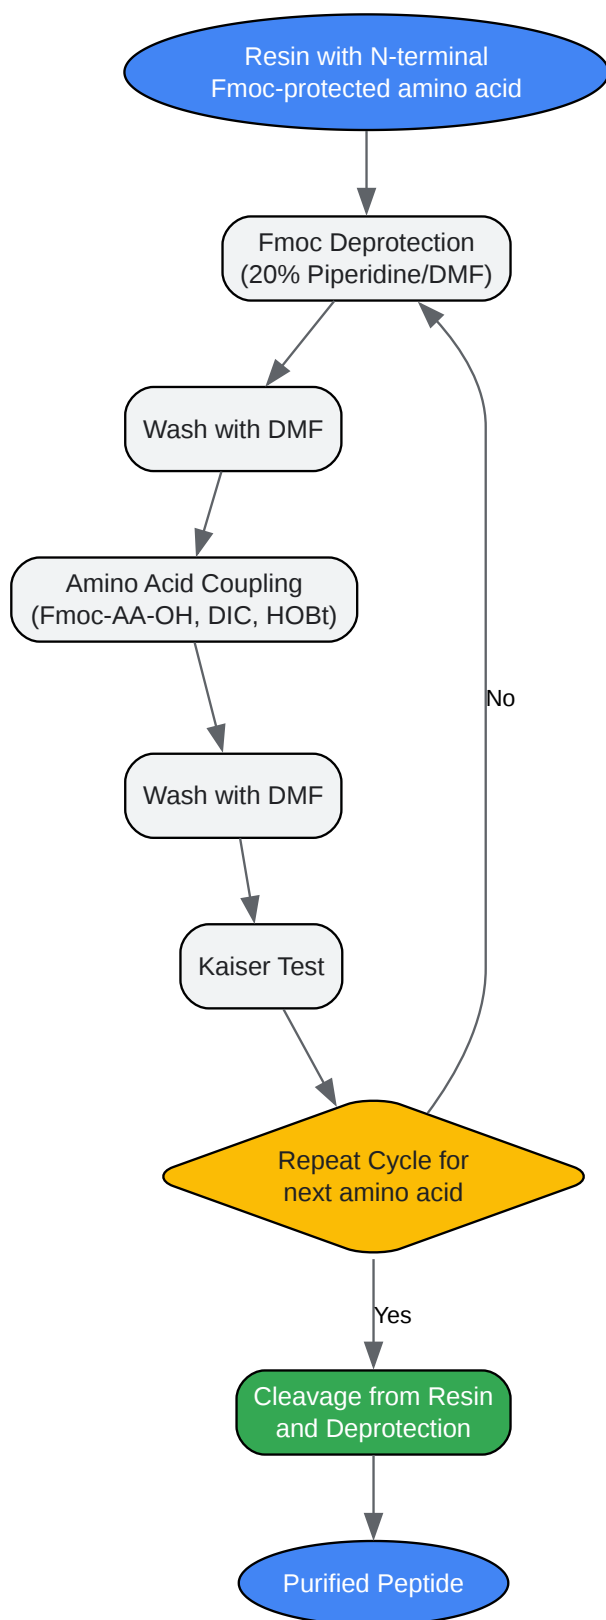 Resin with N-terminal
Fmoc-protected amino acid
Fmoc Deprotection
(20% Piperidine/DMF)
Wash with DMF
Amino Acid Coupling
(Fmoc-AA-OH, DIC, HOBt)
No
Wash with DMF
Kaiser Test
Repeat Cycle for
next amino acid
Yes
Cleavage from Resin
and Deprotection
Purified Peptide